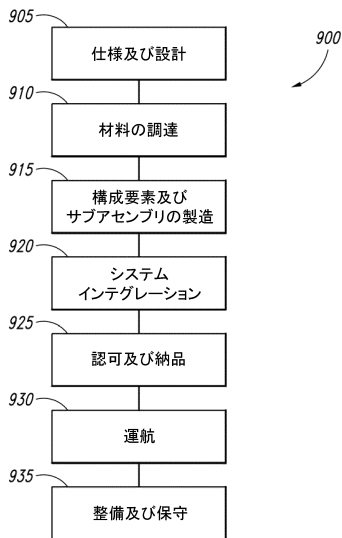 905
仕様及び設計
900
910
材料の調達
915
構成要素及び
サブアセンブリの製造
920
システム
インテグレーション
925
認可及び納品
930
運航
935
整備及び保守